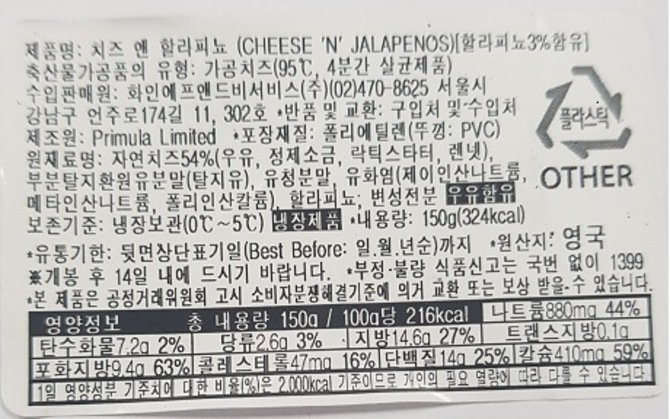 제품명: 치즈 앤 할라피뇨 (CHEESE 'N' JALAPENOS)[할라피뇨3%함유]
축산물가공품의 유형: 가공치즈(95℃, 4분간 살균제품)
수입판매원: 화인에프앤드비서비스(주)(02)470-8625 서울시
강남구 언주로174길 11, 302호 *반품 및 교환: 구입처 및 수입처
제조원: Primula Limited *포장재질: 폴리에틸렌(뚜껑: PVC)
원재료명: 자연치즈54%(우유, 정제소금, 락틱스타터, 렌넷),
부분탈지환원유분말(탈지유), 유청분말, 유화염(제이인산나트륨,
메타인산나트륨, 폴리인산칼륨), 할라피뇨, 변성전분 우유함유
보존기준: 냉장보관(0℃~5℃) 냉장제품 *내용량: 150g(324kcal)
플라스틱
OTHER
*유통기한: 뒷면상단표기일(Best Before: 일.월.년순)까지 *원산지: 영국
※개봉 후 14일 내에 드시기 바랍니다. *부정·불량 식품신고는 국번 없이 1399
*본 제품은 공정거래위원회 고시 소비자분쟁해결기준에 의거 교환 또는 보상 받을 수 있습니다.
영양정보 총 내용량 150g / 100g당 216kcal 나트륨880mg 44%
탄수화물7.2g 2% 당류2.6g 3% 지방14.6g 27% 트랜스지방0.1g
포화지방9.4g 63% 콜레스테롤47mg 16% 단백질14g 25% 칼슘410mg 59%
1일 영양성분 기준치에 대한 비율(%)은 2,000kcal 기준이므로 개인의 필요 열량에 따라 다를 수 있습니다.